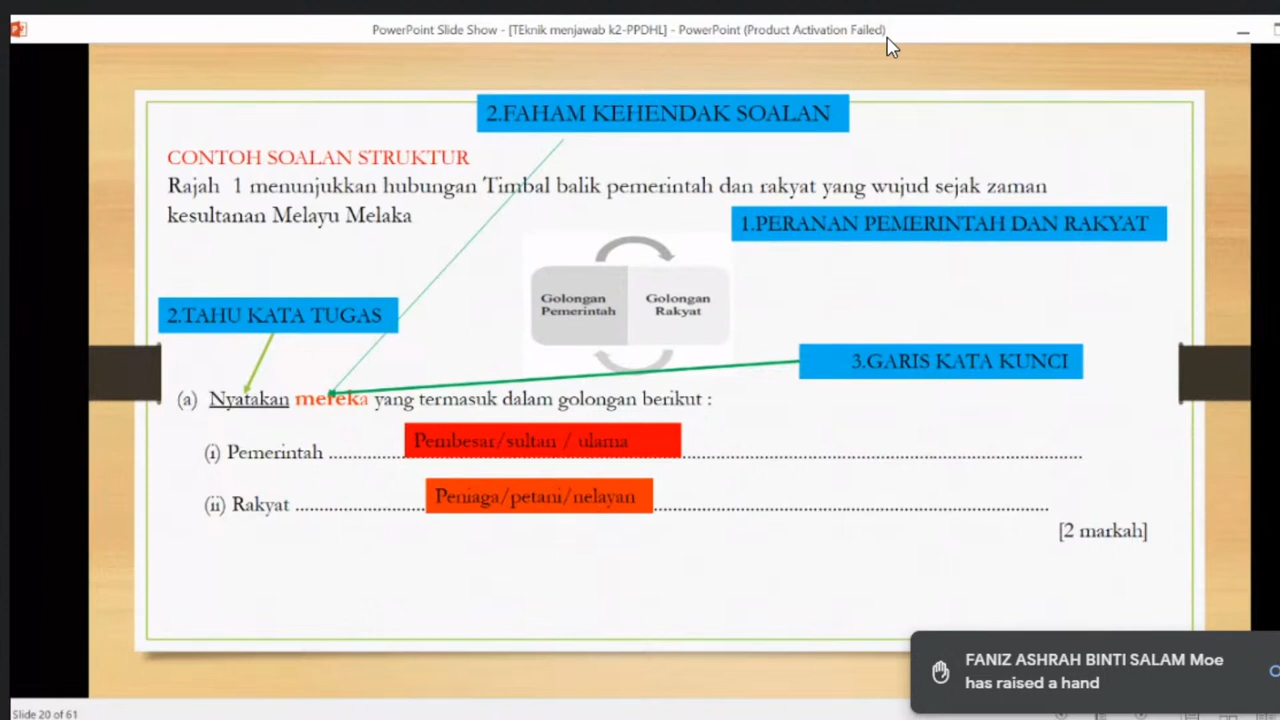 PowerPoint Slide Show - [TEknik menjawab k2-PPDHL] - PowerPoint (Product Activation Failed)
2.FAHAM KEHENDAK SOALAN
CONTOH SOALAN STRUKTUR
Rajah 1 menunjukkan hubungan Timbal balik pemerintah dan rakyat yang wujud sejak zaman
kesultanan Melayu Melaka
1.PERANAN PEMERINTAH DAN RAKYAT
Golongan
Pemerintah
Golongan
Rakyat
2.TAHU KATA TUGAS
3.GARIS KATA KUNCI
(a) Nyatakan mereka yang termasuk dalam golongan berikut :
(i) Pemerintah ............Pembesar/sultan / ulama............
(ii) Rakyat ............Peniaga/petani/nelayan............
[2 markah]
FANIZ ASHRAH BINTI SALAM Moe
has raised a hand
Slide 20 of 61